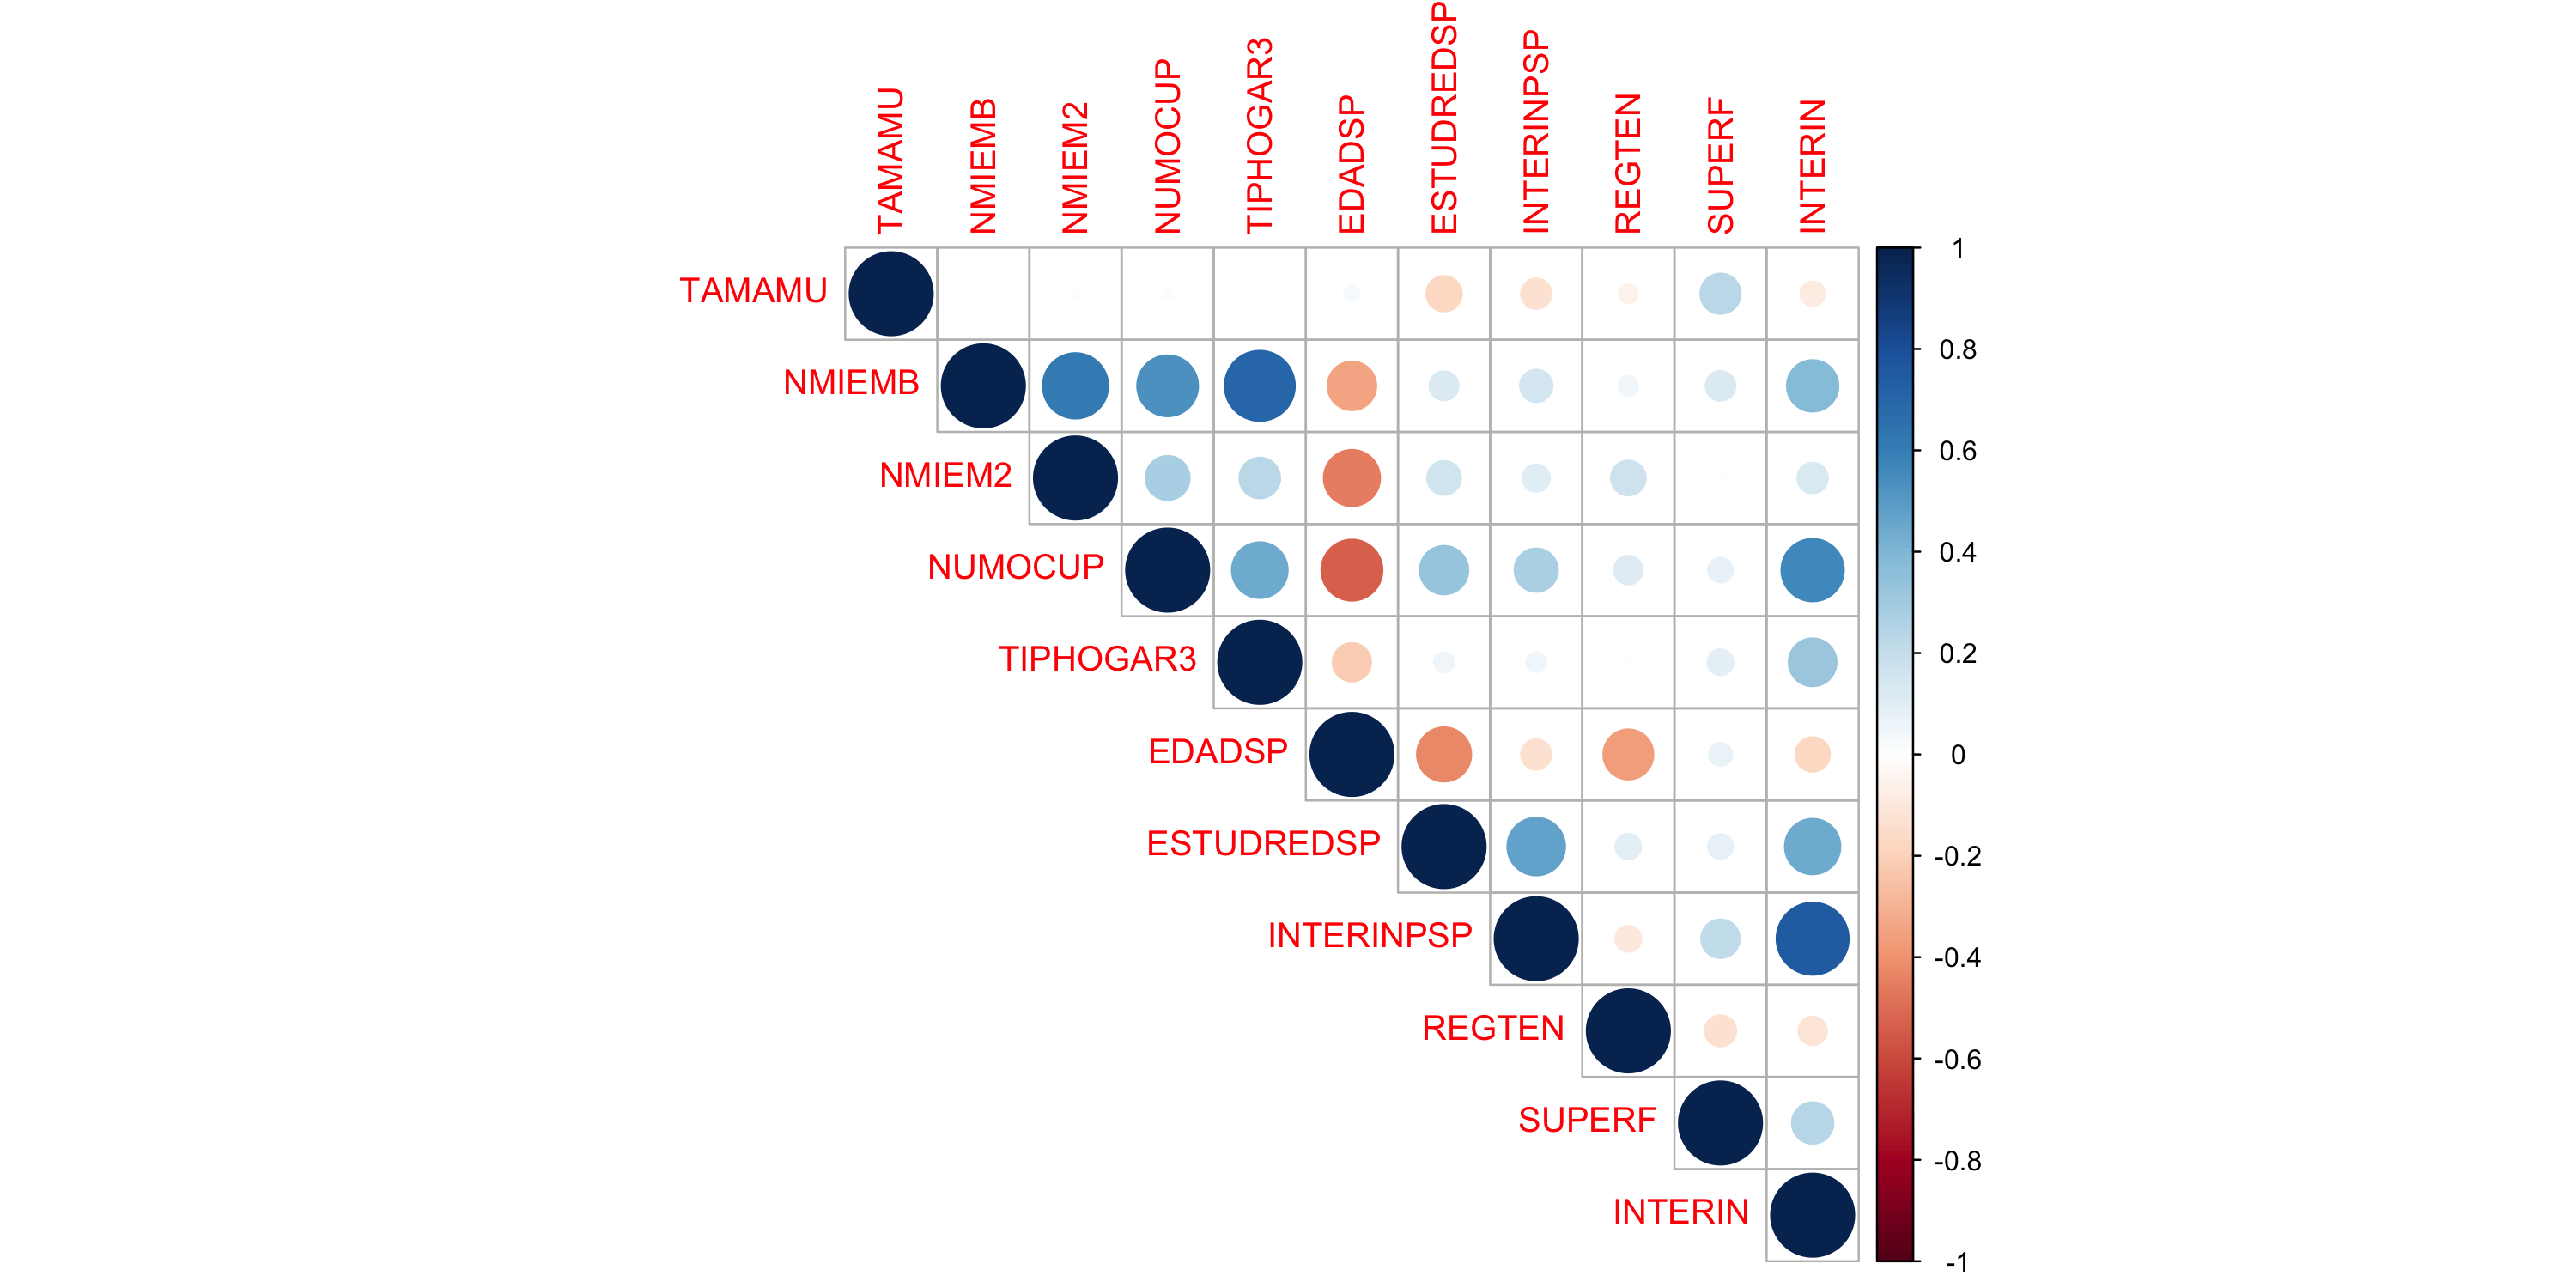 TAMAMU
NMIEMB
NMIEM2
NUMOCUP
TIPHOGAR3
EDADSP
ESTUDREDSP
INTERINPSP
REGTEN
SUPERF
INTERIN
TAMAMU
NMIEMB
NMIEM2
NUMOCUP
TIPHOGAR3
EDADSP
ESTUDREDSP
INTERINPSP
REGTEN
SUPERF
INTERIN
1
0.8
0.6
0.4
0.2
0
-0.2
-0.4
-0.6
-0.8
-1